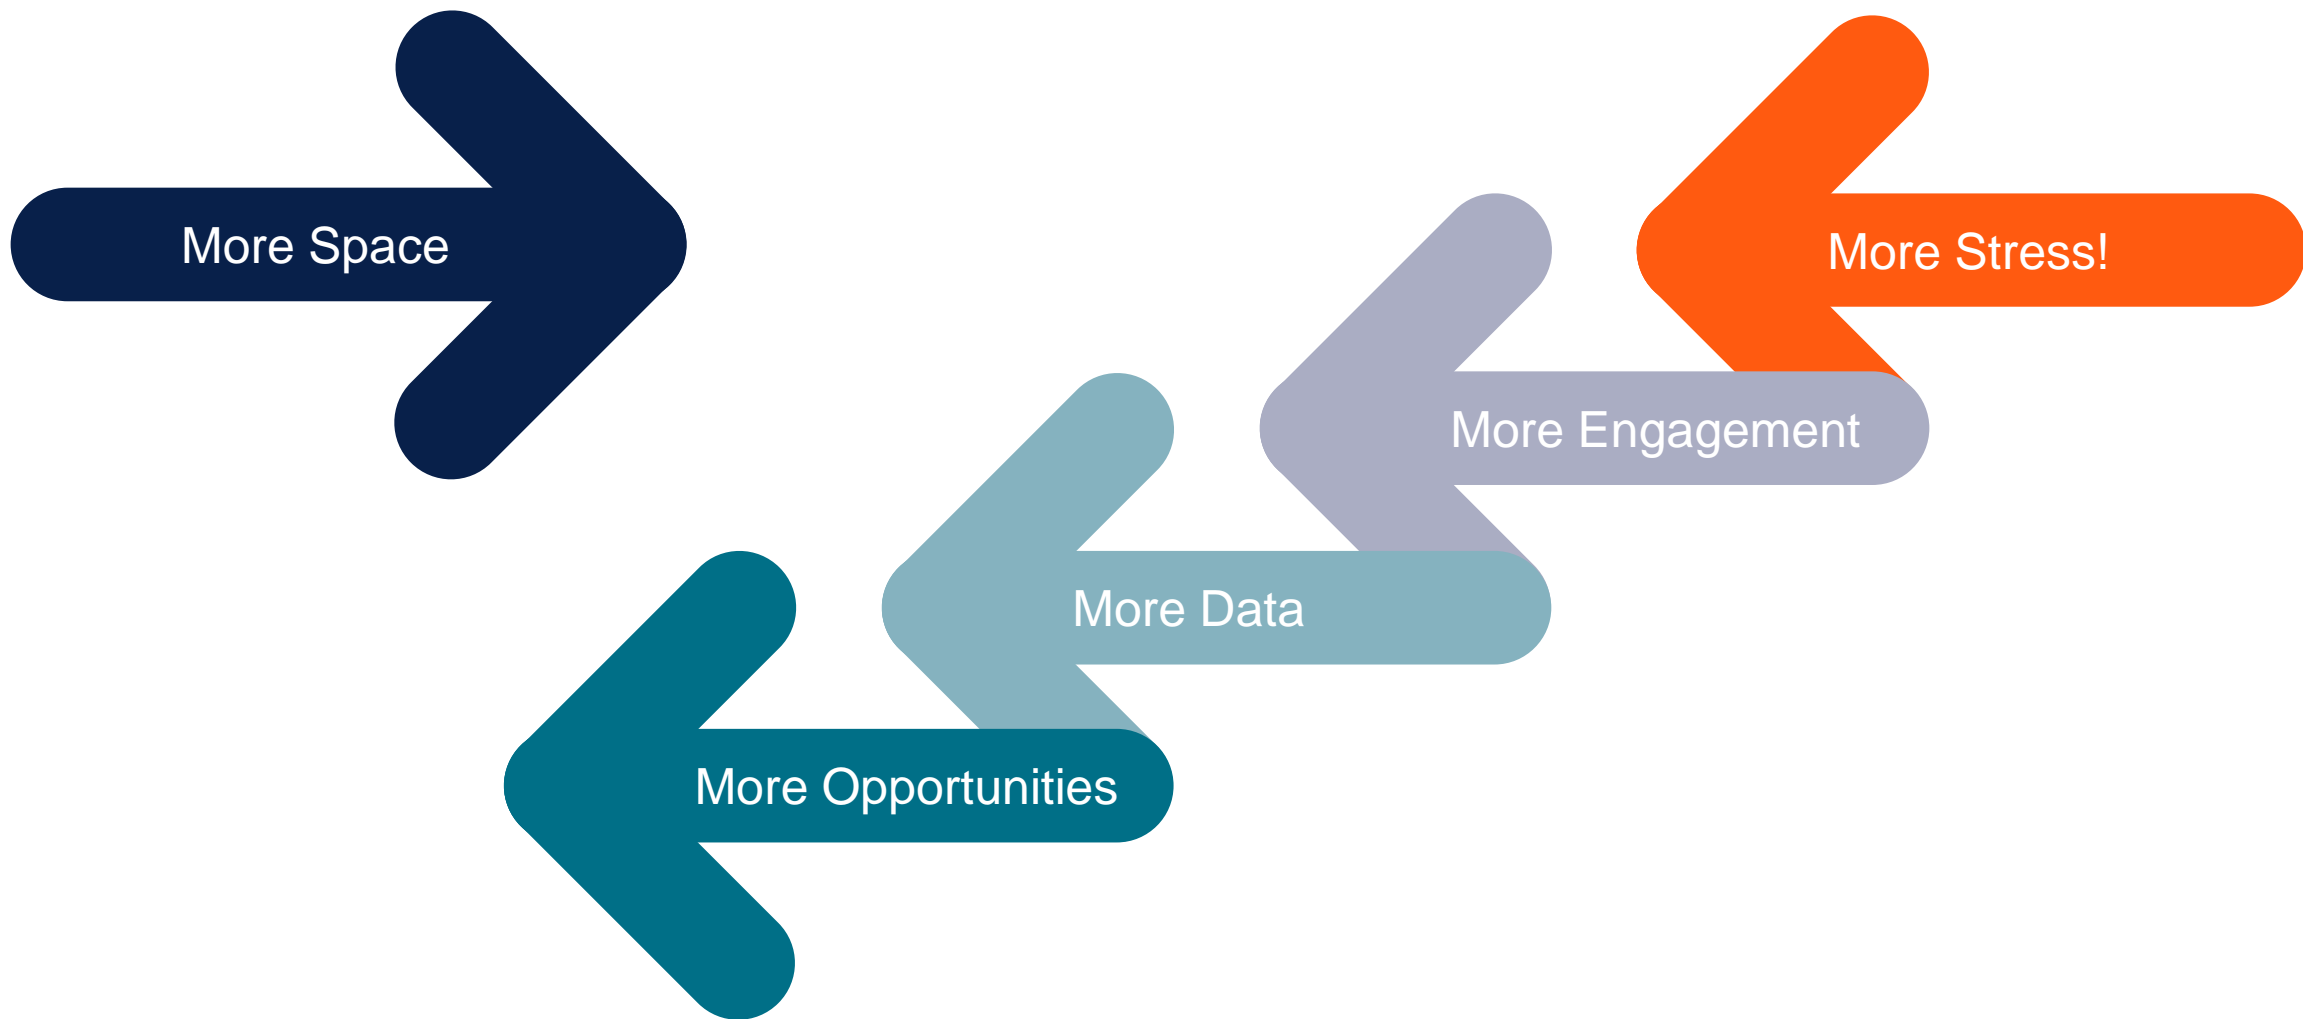 More Space
More Stress!
More Engagement
More Data
More Opportunities